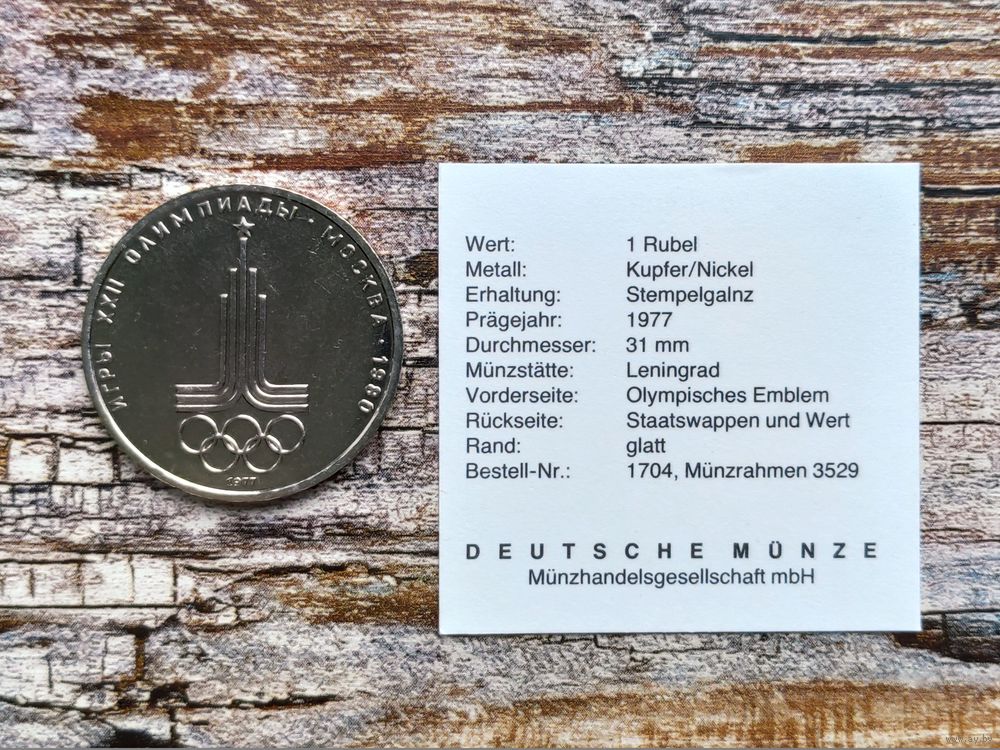 ИГРЫ XXII ОЛИМПИАДЫ · МОСКВА · 1980
1977
Wert: 1 Rubel
Metall: Kupfer/Nickel
Erhaltung: Stempelgalnz
Prägejahr: 1977
Durchmesser: 31 mm
Münzstätte: Leningrad
Vorderseite: Olympisches Emblem
Rückseite: Staatswappen und Wert
Rand: glatt
Bestell-Nr.: 1704, Münzrahmen 3529
DEUTSCHE MÜNZE
Münzhandelsgesellschaft mbH